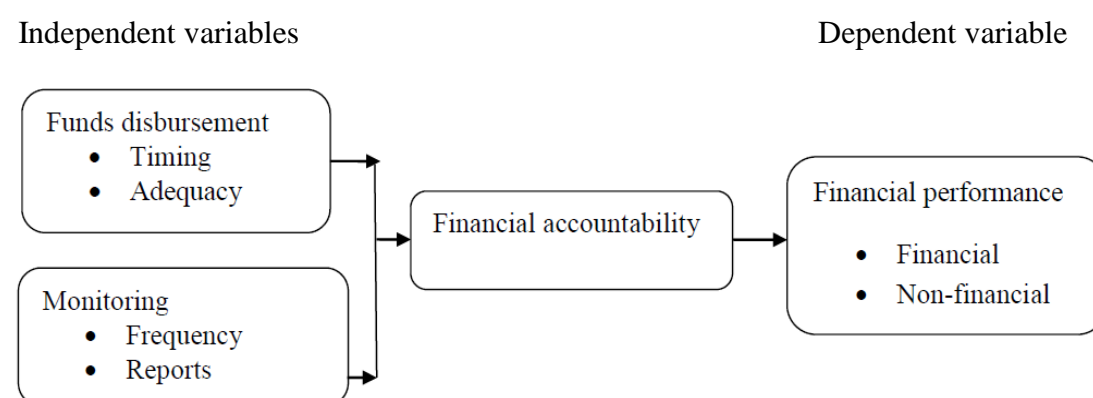 Independent variables
Dependent variable
Funds disbursement
• Timing
• Adequacy
Monitoring
• Frequency
• Reports
Financial accountability
Financial performance
• Financial
• Non-financial